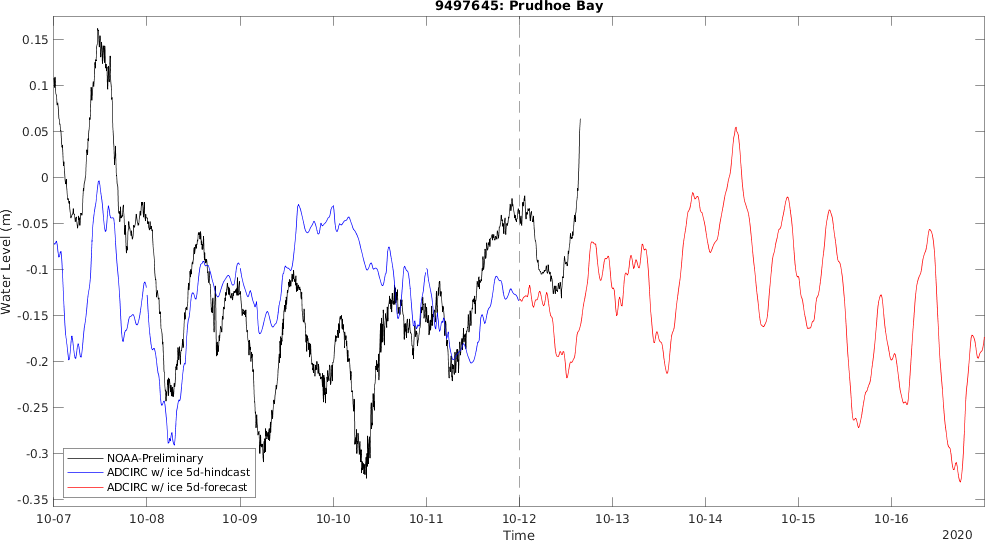 9497645: Prudhoe Bay
Water Level (m)
0.15
0.1
0.05
0
-0.05
-0.1
-0.15
-0.2
-0.25
-0.3
-0.35
NOAA-Preliminary
ADCIRC w/ ice 5d-hindcast
ADCIRC w/ ice 5d-forecast
10-07 10-08 10-09 10-10 10-11 10-12 10-13 10-14 10-15 10-16
Time
2020